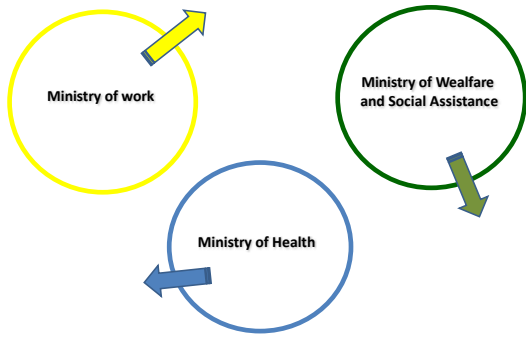 Ministry of work
Ministry of Wealfare
and Social Assistance
Ministry of Health